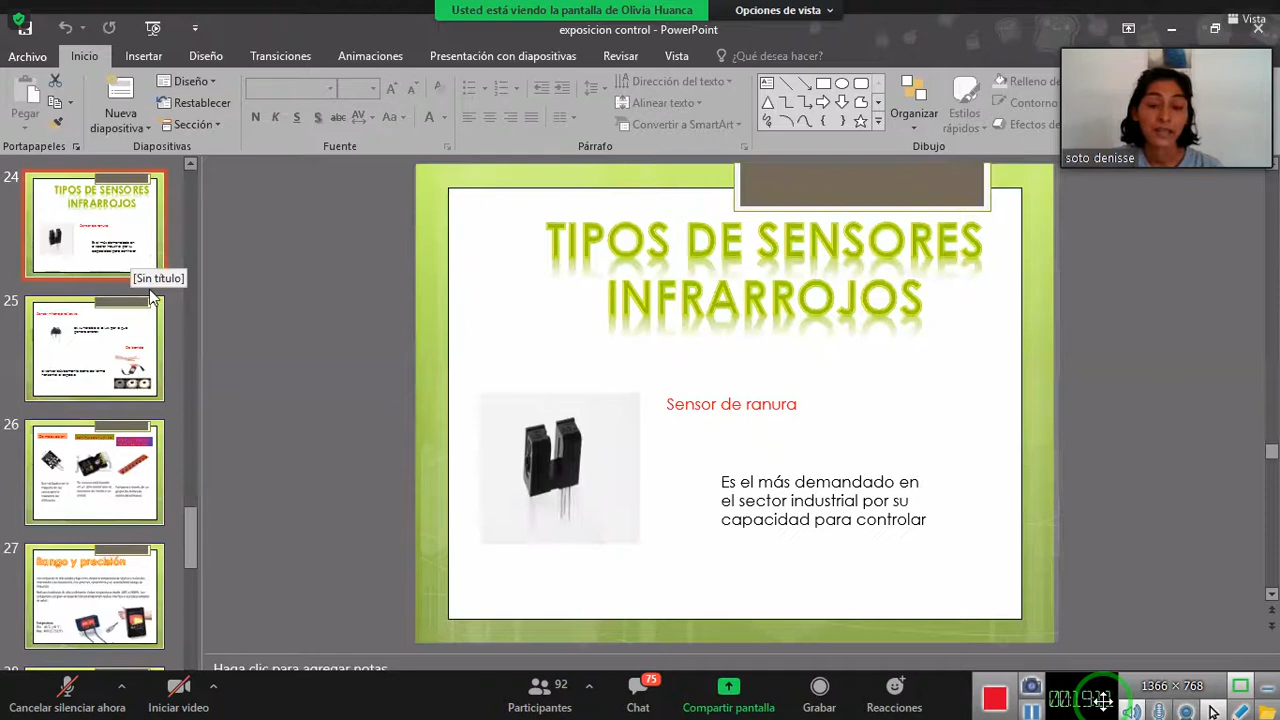 Usted está viendo la pantalla de Olivia Huanca
Opciones de vista
Vista
exposicion control - PowerPoint
Archivo
Inicio
Insertar
Diseño
Transiciones
Animaciones
Presentación con diapositivas
Revisar
Vista
¿Qué desea hacer?
Pegar
Nueva
diapositiva
Diseño
Restablecer
Sección
N K S abc AV Aa A
Dirección del texto
Alinear texto
Convertir a SmartArt
Organizar
Estilos
rápidos
Relleno de
Contorno
Efectos de
Portapapeles
Diapositivas
Fuente
Párrafo
Dibujo
soto denisse
24
TIPOS DE SENSORES
INFRARROJOS
[Sin título]
25
26
27
Rango y precisión
TIPOS DE SENSORES
INFRARROJOS
Sensor de ranura
Es el mas demandado en
el sector industrial por su
capacidad para controlar
Haga clic para agregar notas
Cancelar silenciar ahora
Iniciar video
92
Participantes
75
Chat
Compartir pantalla
Grabar
Reacciones
1366 × 768